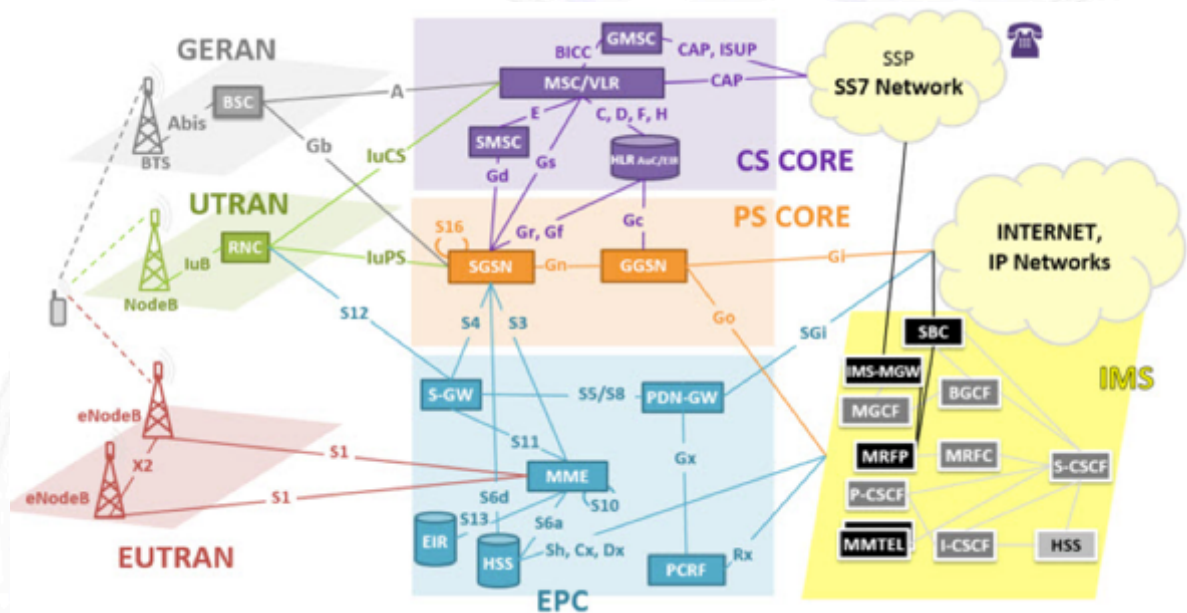 GERAN
BSC
Abis
BTS
A
Gb
UTRAN
RNC
IuB
NodeB
IuCS
IuPS
S12
eNodeB
X2
eNodeB
S1
S1
EUTRAN
GMSC
BICC
CAP, ISUP
MSC/VLR
CAP
E
C, D, F, H
SMSC
Gs
HLR AuC/EIR
Gd
CS CORE
PS CORE
S16
Gr, Gf
Gc
SGSN
Gn
GGSN
Gi
Go
S4
S3
SGi
S-GW
S5/S8
PDN-GW
S11
Gx
MME
S10
S6d
S13
S6a
EIR
HSS
Sh, Cx, Dx
PCRF
Rx
EPC
SSP
SS7 Network
INTERNET,
IP Networks
SBC
IMS
IMS-MGW
BGCF
MGCF
MRFP
MRFC
S-CSCF
P-CSCF
MMTEL
I-CSCF
HSS